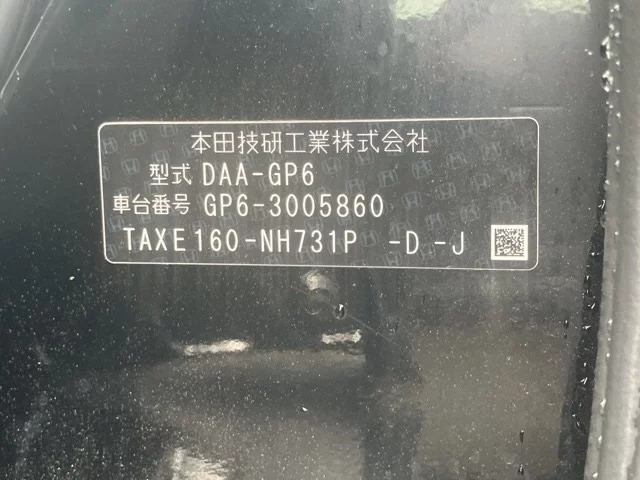 本田技研工業株式会社
型式 DAA-GP6
車台番号 GP6-3005860
TAXE160-NH731P -D -J